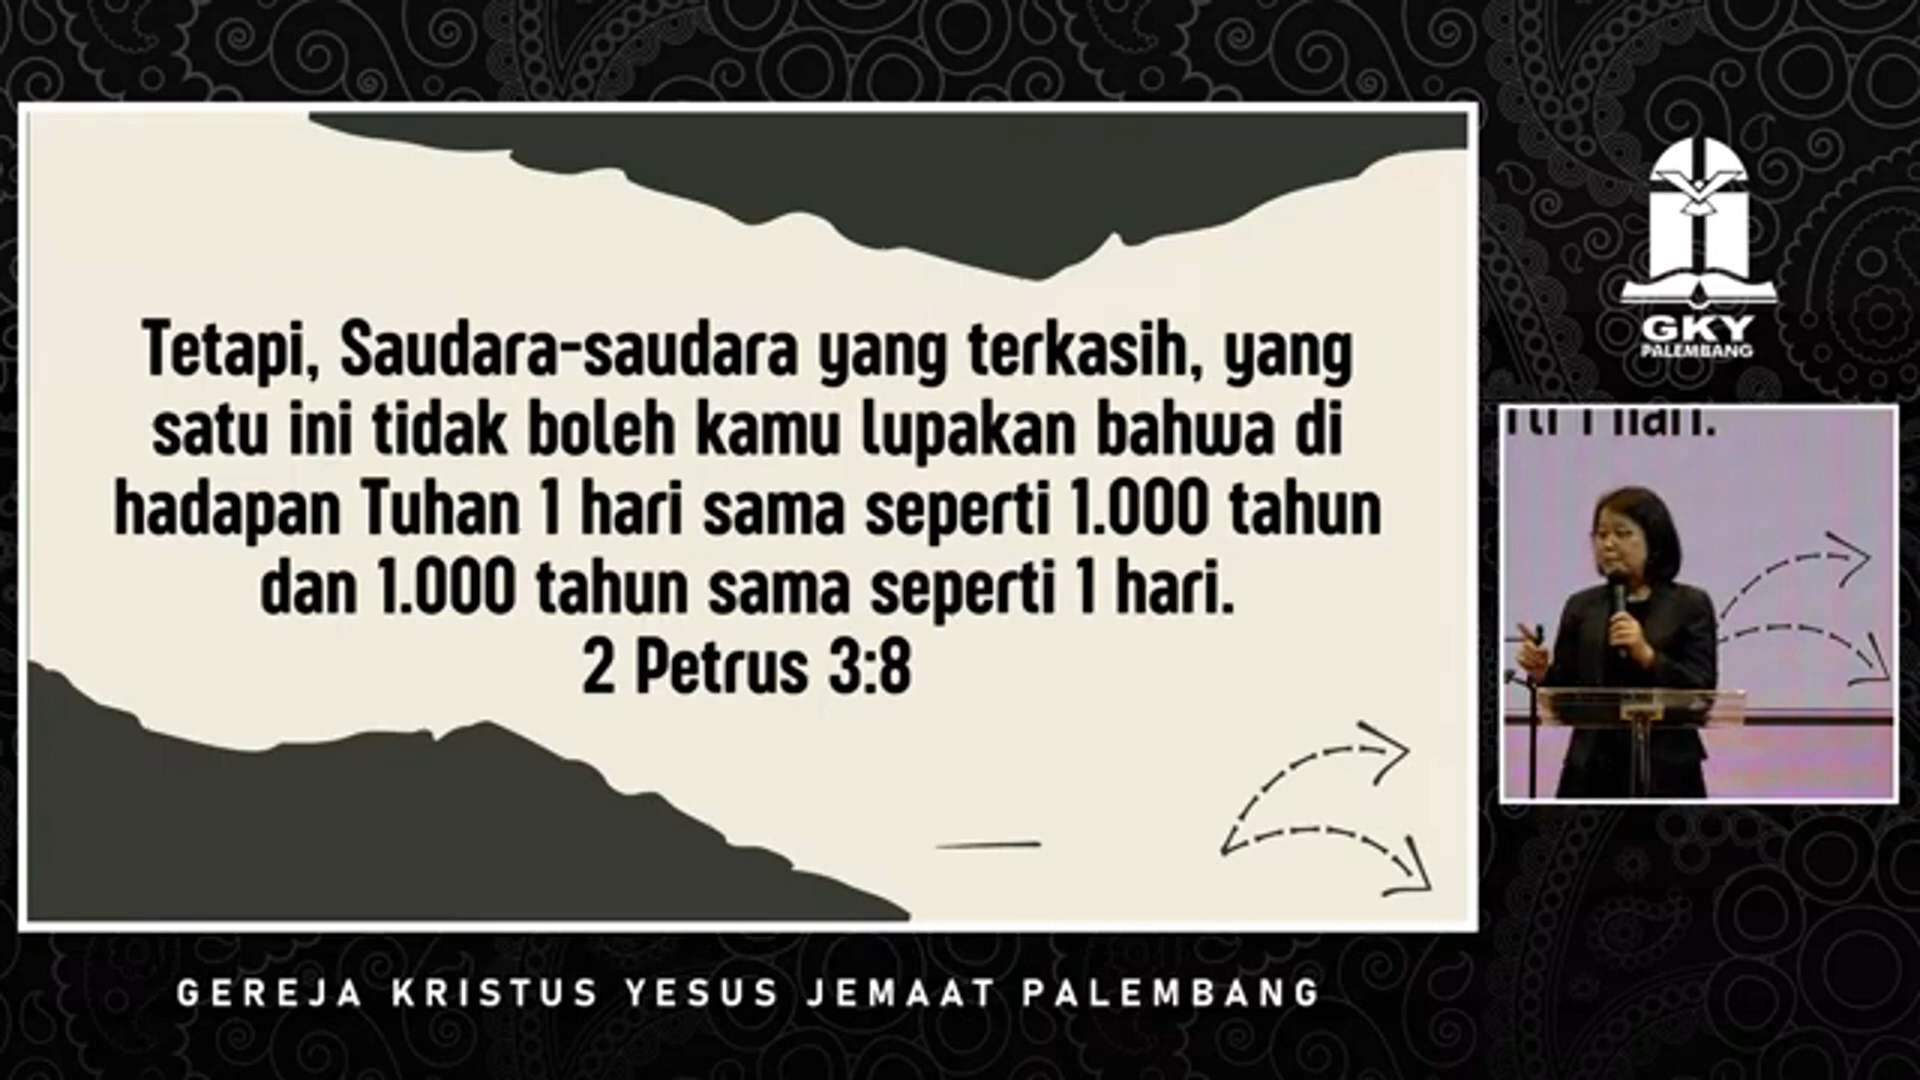 Tetapi, Saudara-saudara yang terkasih, yang
satu ini tidak boleh kamu lupakan bahwa di
hadapan Tuhan 1 hari sama seperti 1.000 tahun
dan 1.000 tahun sama seperti 1 hari.
2 Petrus 3:8
GKY
PALEMBANG
1 hari.
GEREJA KRISTUS YESUS JEMAAT PALEMBANG